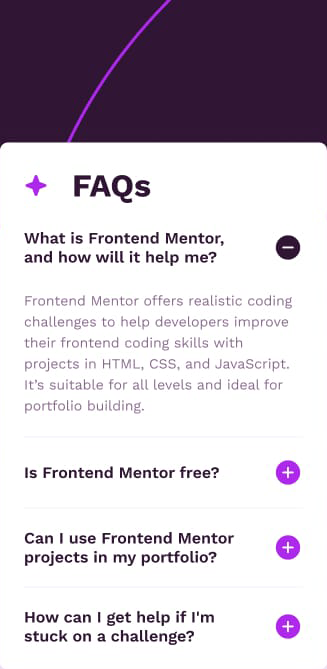 FAQs
What is Frontend Mentor,
and how will it help me?
Frontend Mentor offers realistic coding
challenges to help developers improve
their frontend coding skills with
projects in HTML, CSS, and JavaScript.
It’s suitable for all levels and ideal for
portfolio building.
Is Frontend Mentor free?
Can I use Frontend Mentor
projects in my portfolio?
How can I get help if I'm
stuck on a challenge?